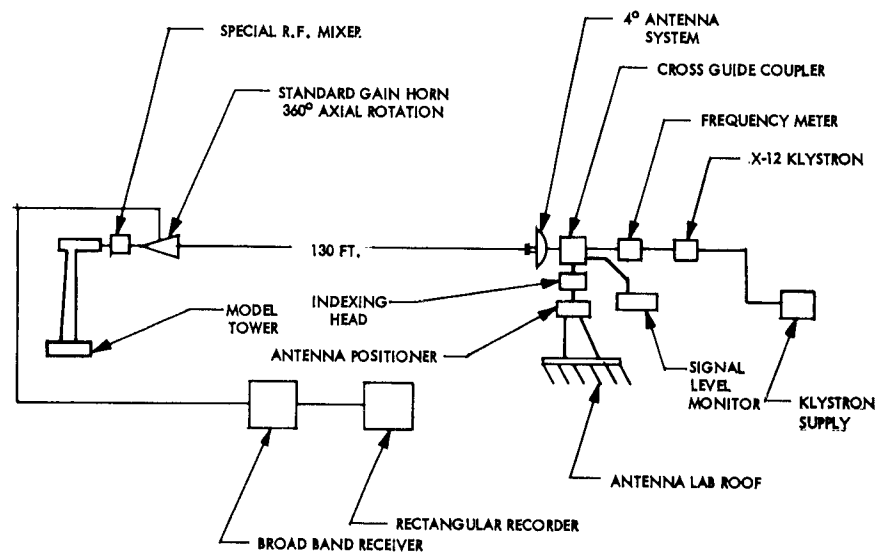 SPECIAL R.F. MIXER
STANDARD GAIN HORN
360° AXIAL ROTATION
4° ANTENNA
SYSTEM
CROSS GUIDE COUPLER
FREQUENCY METER
X-12 KLYSTRON
130 FT.
MODEL
TOWER
INDEXING
HEAD
ANTENNA POSITIONER
SIGNAL
LEVEL
MONITOR
KLYSTRON
SUPPLY
ANTENNA LAB ROOF
RECTANGULAR RECORDER
BROAD BAND RECEIVER